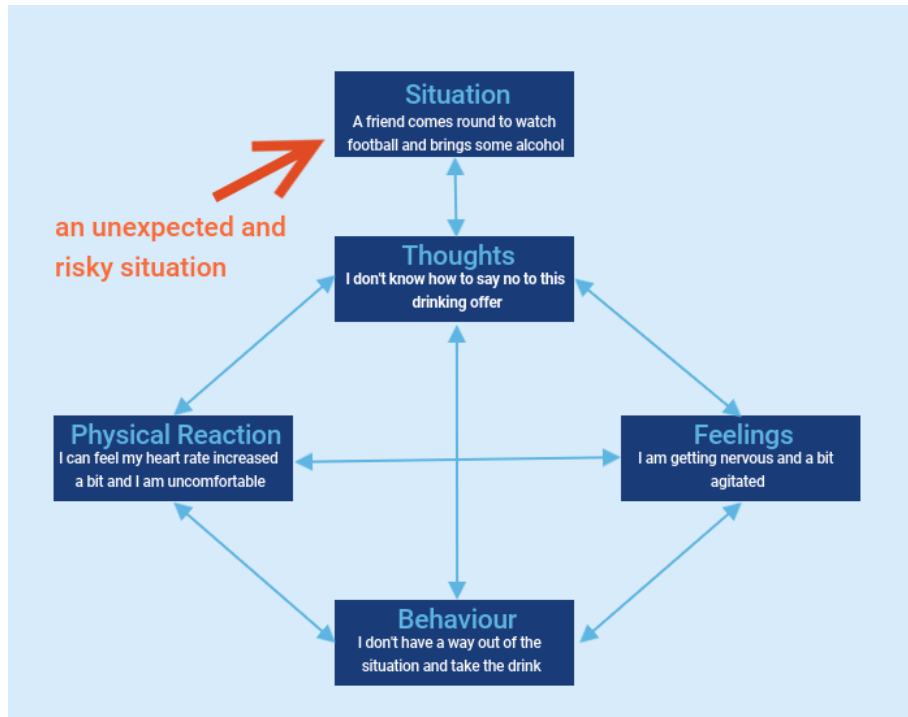 Situation
A friend comes round to watch
football and brings some alcohol
an unexpected and
risky situation
Thoughts
I don't know how to say no to this
drinking offer
Physical Reaction
I can feel my heart rate increased
a bit and I am uncomfortable
Feelings
I am getting nervous and a bit
agitated
Behaviour
I don't have a way out of the
situation and take the drink